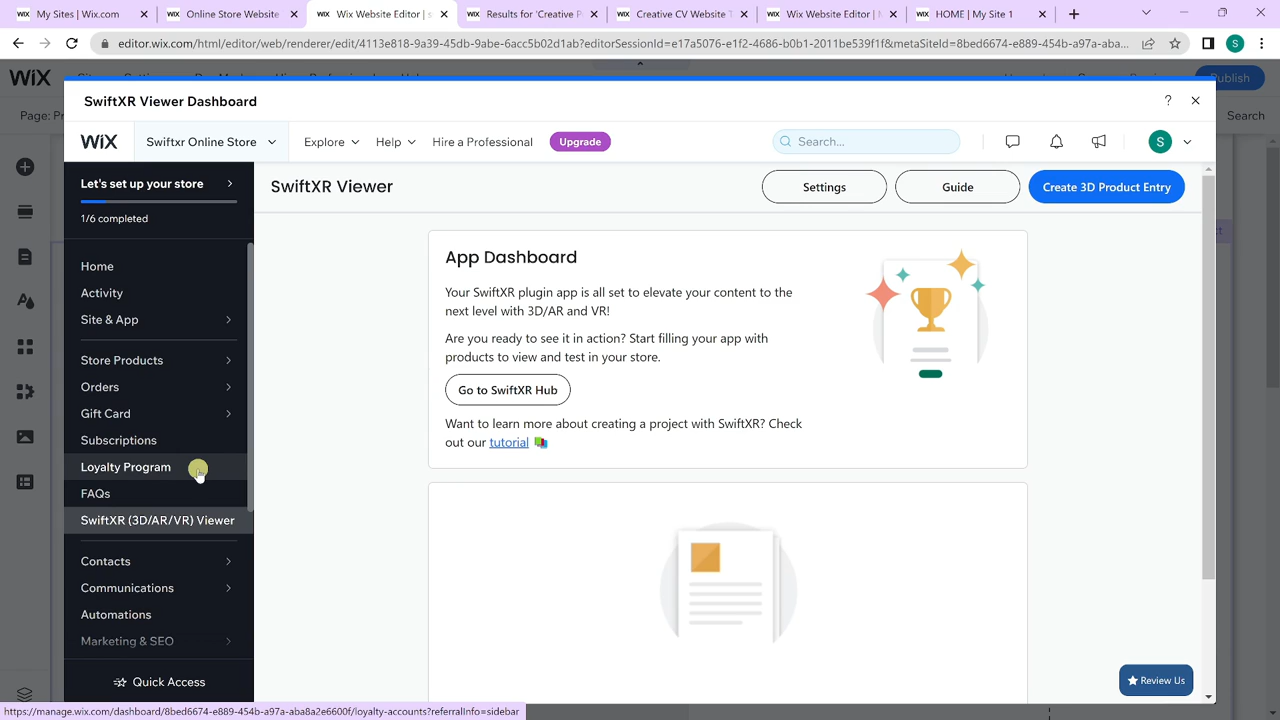 My Sites | Wix.com
Online Store Website
Wix Website Editor | s
Results for 'Creative P
Creative CV Website T
Wix Website Editor | N
HOME | My Site 1
editor.wix.com/html/editor/web/renderer/edit/4113e818-9a39-45db-9abe-6acc5b02d1ab?editorSessionId=e17a5076-e1f2-4686-b0b1-2011be539f1f&metaSiteId=8bed6674-e889-454b-a97a-aba...
S
WiX
Publish
Page: Pr
Search
SwiftXR Viewer Dashboard
?
WiX
Swiftxr Online Store
Explore
Help
Hire a Professional
Upgrade
Search...
S
Let's set up your store
1/6 completed
SwiftXR Viewer
Settings
Guide
Create 3D Product Entry
Home
Activity
Site & App
Store Products
Orders
Gift Card
Subscriptions
Loyalty Program
FAQs
SwiftXR (3D/AR/VR) Viewer
Contacts
Communications
Automations
Marketing & SEO
Quick Access
App Dashboard
Your SwiftXR plugin app is all set to elevate your content to the
next level with 3D/AR and VR!
Are you ready to see it in action? Start filling your app with
products to view and test in your store.
Go to SwiftXR Hub
Want to learn more about creating a project with SwiftXR? Check
out our tutorial
Review Us
https://manage.wix.com/dashboard/8bed6674-e889-454b-a97a-aba8a2e6600f/loyalty-accounts?referralInfo=sidebar